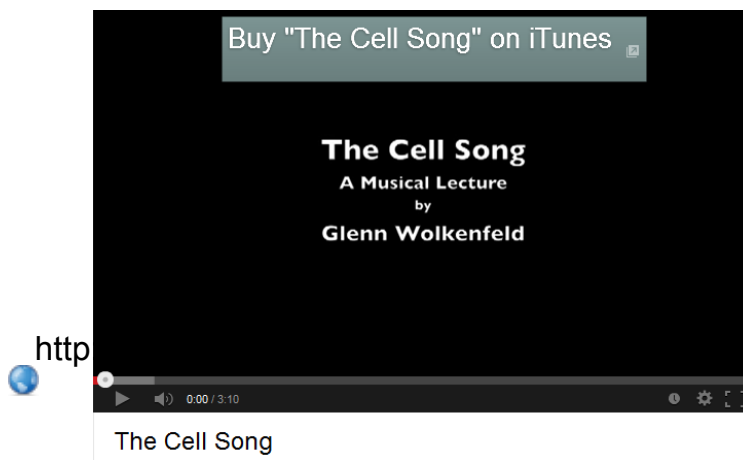 Buy "The Cell Song" on iTunes
The Cell Song
A Musical Lecture
by
Glenn Wolkenfeld
http
0:00 / 3:10
The Cell Song